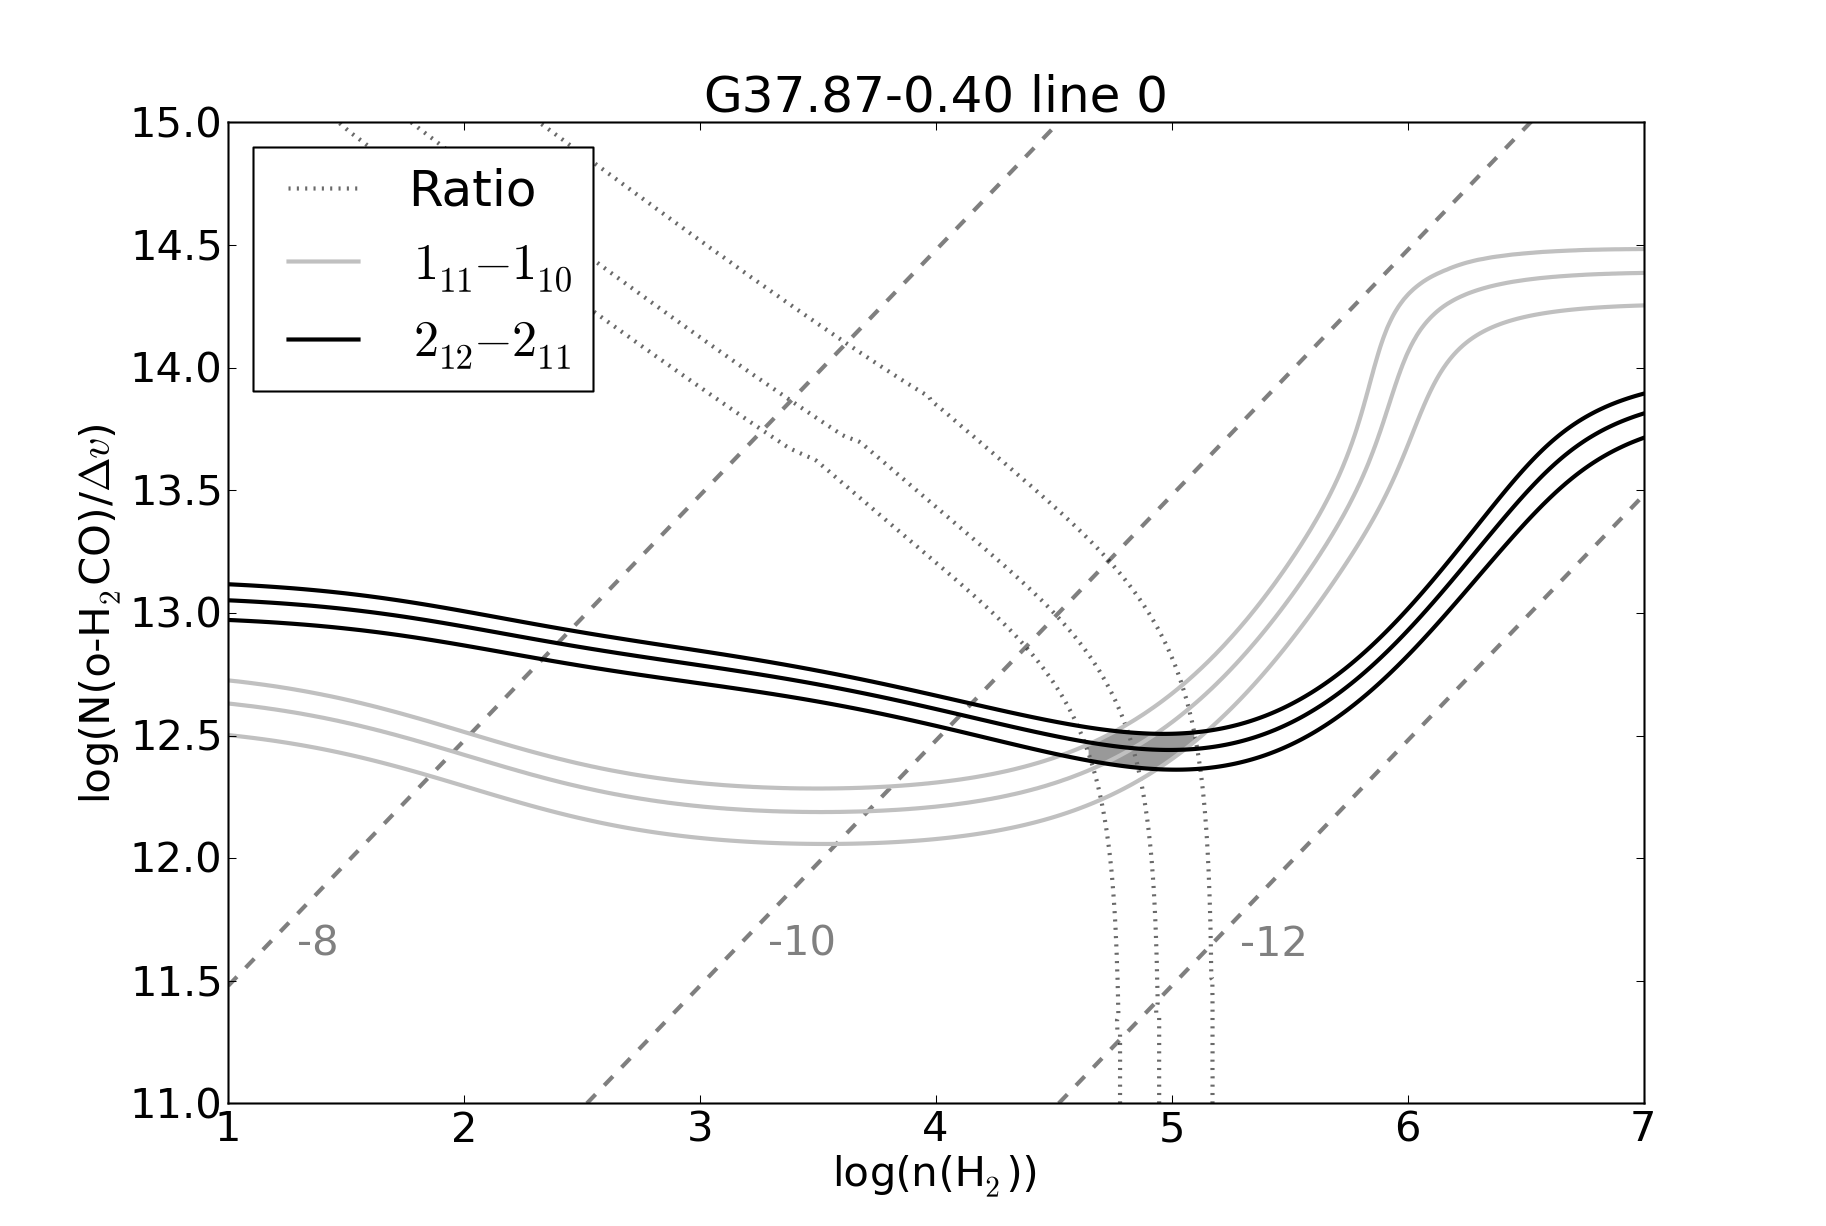 G37.87-0.40 line 0
15.0
14.5
14.0
13.5
13.0
12.5
12.0
11.5
11.0
log(N(o-H₂CO)/Δv)
Ratio
1₁₁−1₁₀
2₁₂−2₁₁
-8
-10
-12
1 2 3 4 5 6 7
log(n(H₂))